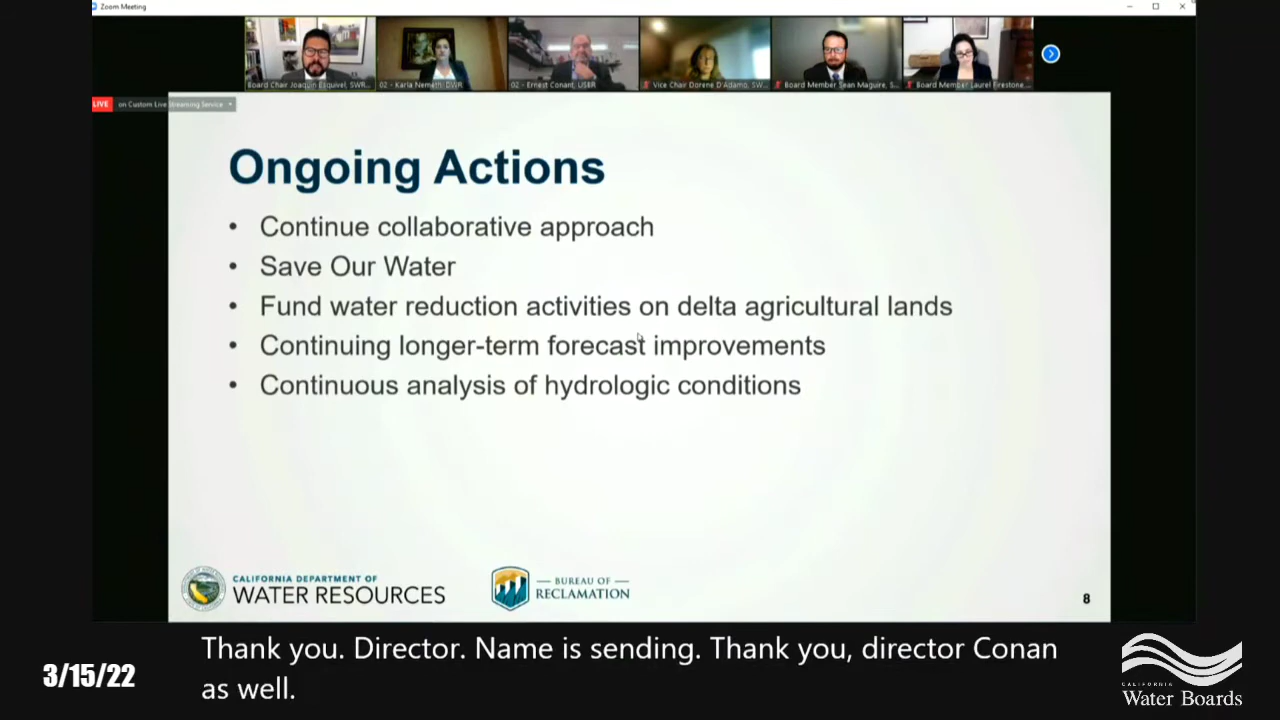 Zoom Meeting
Board Chair Joaquin Esquivel, SWR...
02 - Karla Nemeth, DWR
02 - Ernest Conant, USBR
Vice Chair Dorene D'Adamo, SW...
Board Member Sean Maguire, S...
Board Member Laurel Firestone...
LIVE on Custom Live Streaming Service
Ongoing Actions
• Continue collaborative approach
• Save Our Water
• Fund water reduction activities on delta agricultural lands
• Continuing longer-term forecast improvements
• Continuous analysis of hydrologic conditions
CALIFORNIA DEPARTMENT OF
WATER RESOURCES
BUREAU OF
RECLAMATION
8
3/15/22
Thank you. Director. Name is sending. Thank you, director Conan
as well.
CALIFORNIA
Water Boards